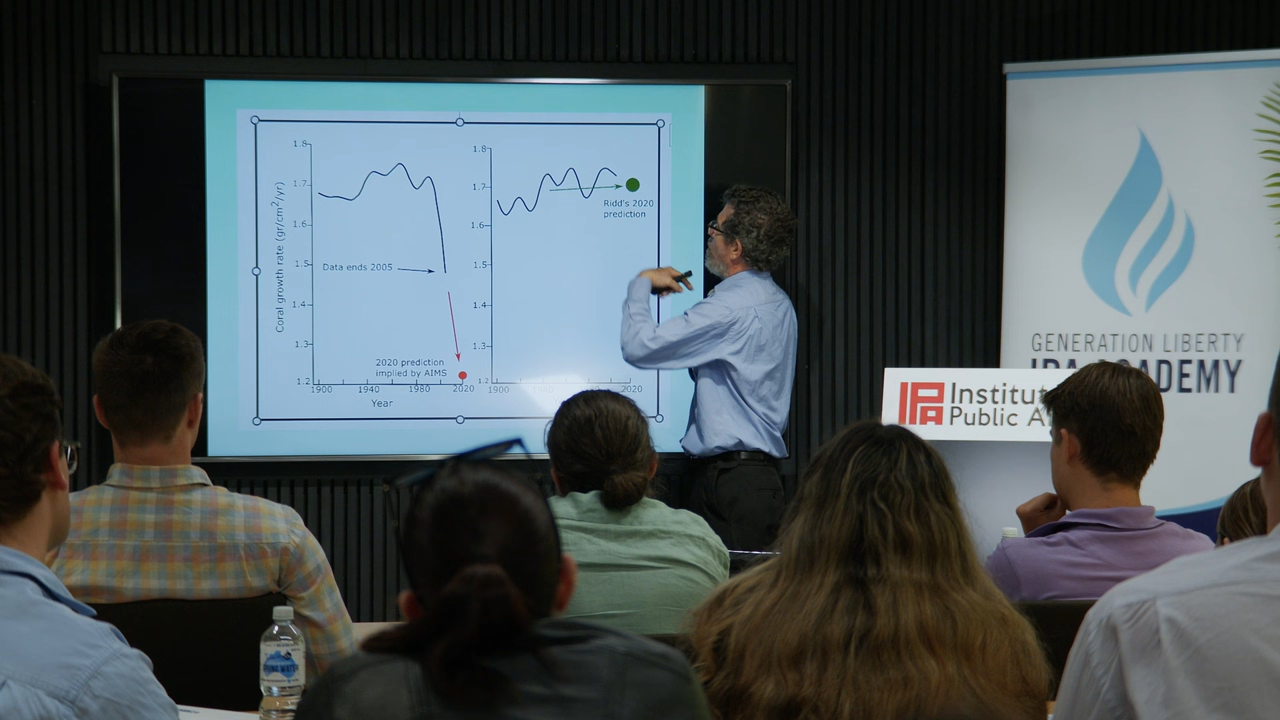 1.8
1.7
1.6
1.5
1.4
1.3
1.2
Coral growth rate (gr/cm²/yr)
Data ends 2005
2020 prediction
implied by AIMS
1900
1940
1980
2020
Year
1.8
1.7
1.6
1.5
1.4
1.3
1.2
Ridd's 2020
prediction
1900
2020
GENERATION LIBERTY
IPA ACADEMY
IPA
Institut
Public A